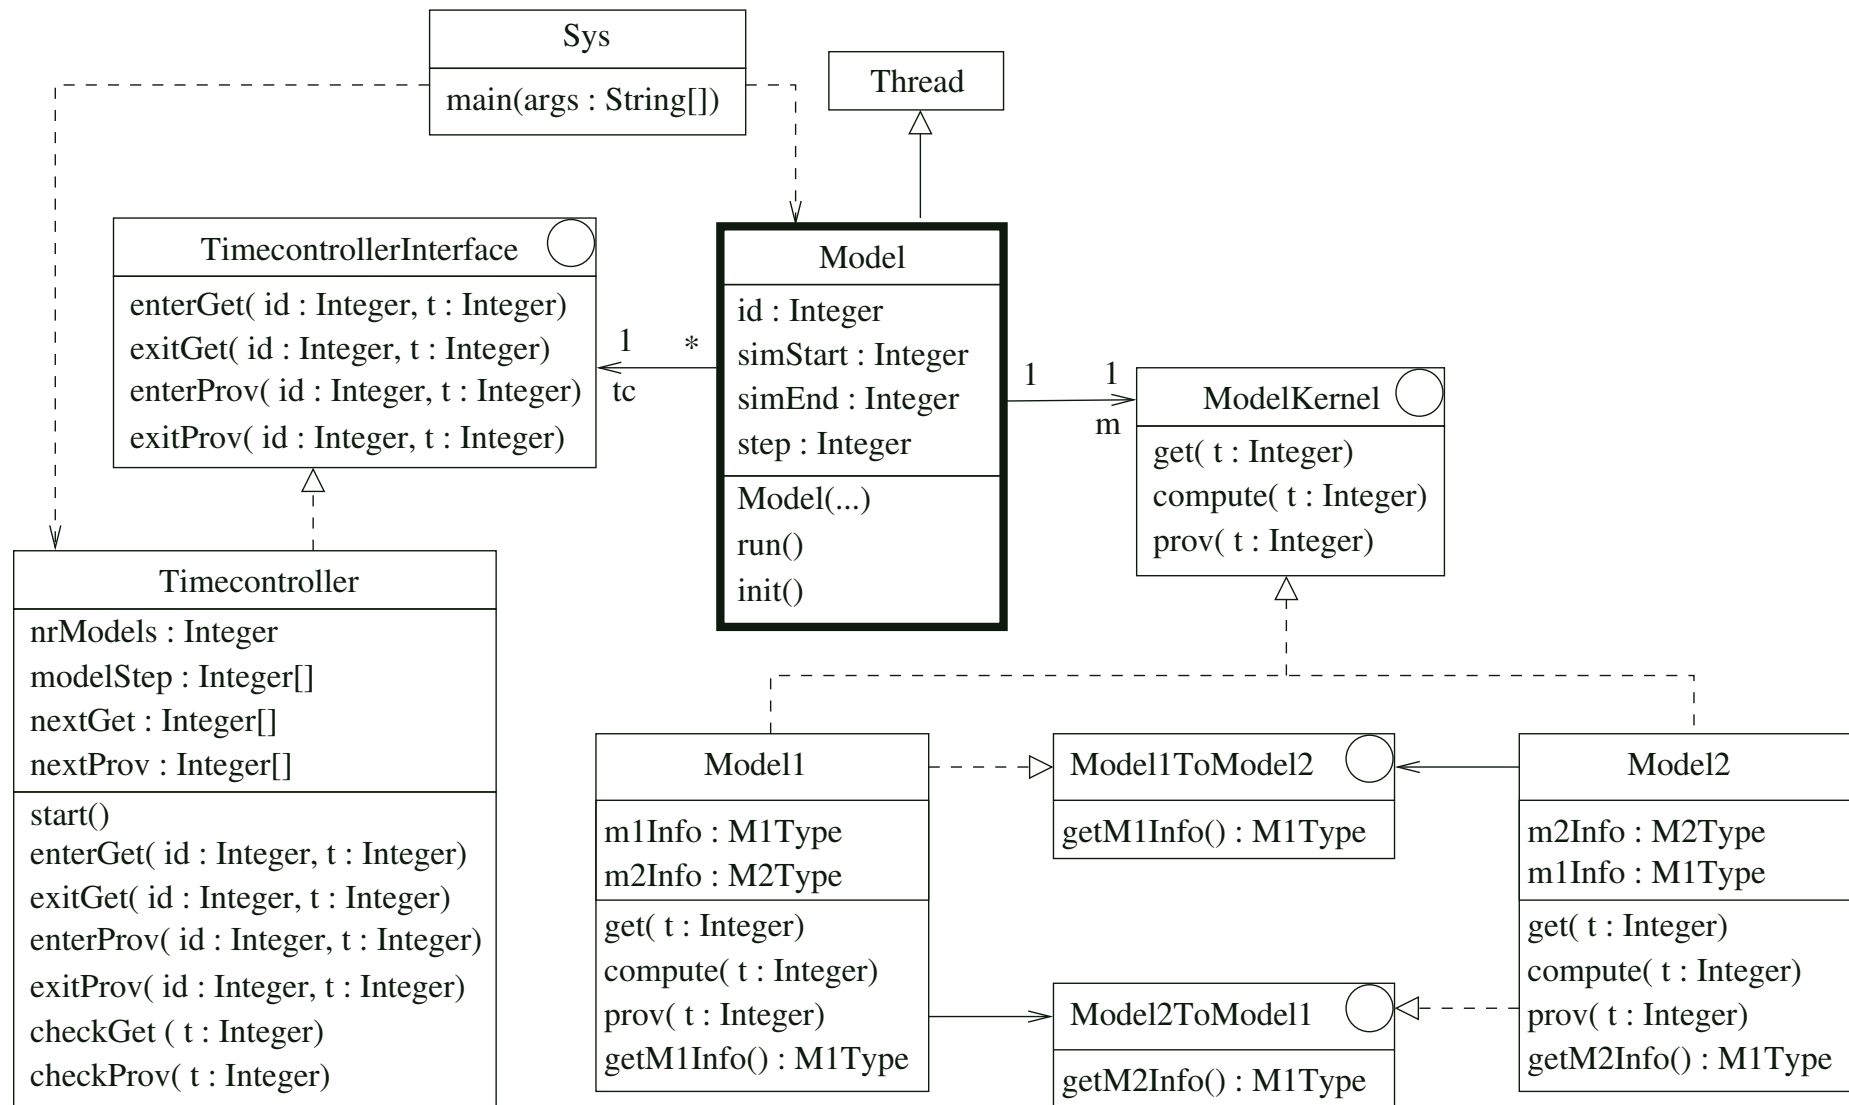 Sys
main(args : String[])
Thread
TimecontrollerInterface
enterGet( id : Integer, t : Integer)
exitGet( id : Integer, t : Integer)
enterProv( id : Integer, t : Integer)
exitProv( id : Integer, t : Integer)
1
*
tc
Model
id : Integer
simStart : Integer
simEnd : Integer
step : Integer
Model(...)
run()
init()
1
1
m
ModelKernel
get( t : Integer)
compute( t : Integer)
prov( t : Integer)
Timecontroller
nrModels : Integer
modelStep : Integer[]
nextGet : Integer[]
nextProv : Integer[]
start()
enterGet( id : Integer, t : Integer)
exitGet( id : Integer, t : Integer)
enterProv( id : Integer, t : Integer)
exitProv( id : Integer, t : Integer)
checkGet ( t : Integer)
checkProv( t : Integer)
Model1
m1Info : M1Type
m2Info : M2Type
get( t : Integer)
compute( t : Integer)
prov( t : Integer)
getM1Info() : M1Type
Model1ToModel2
getM1Info() : M1Type
Model2ToModel1
getM2Info() : M1Type
Model2
m2Info : M2Type
m1Info : M1Type
get( t : Integer)
compute( t : Integer)
prov( t : Integer)
getM2Info() : M1Type